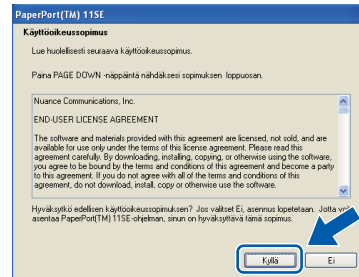 PaperPort(TM) 11SE
Käyttöoikeussopimus
Lue huolellisesti seuraava käyttöoikeussopimus.
Paina PAGE DOWN -näppäintä nähdäksesi sopimuksen loppuosan.
Nuance Communications, Inc.
END-USER LICENSE AGREEMENT
The software and materials provided with this agreement are licensed, not sold, and are
available for use only under the terms of this license agreement. Please read this
agreement carefully. By downloading, installing, copying, or otherwise using the software,
you agree to be bound by the terms and conditions of this agreement and become a party
to this agreement. If you do not agree with all of the terms and conditions of this
agreement, do not download, install, copy or otherwise use the software.
Hyväksytkö edellisen käyttöoikeussopimuksen? Jos valitset Ei, asennus lopetetaan. Jotta
asentaa PaperPort(TM) 11SE-ohjelman, sinun on hyväksyttävä tämä sopimus.
Kyllä
Ei